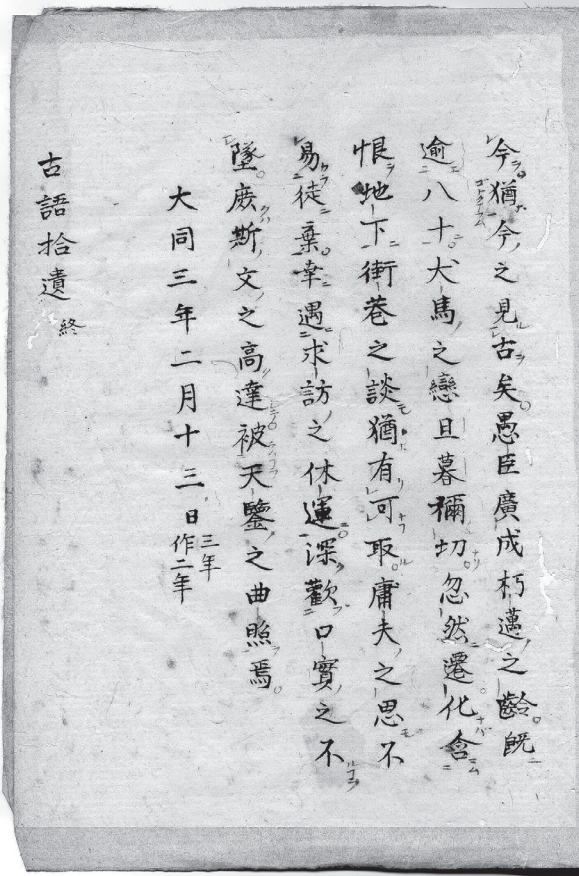 今猶今之見古矣愚臣廣成朽邁之齡既
逾八十犬馬之戀旦暮彌切忽然遷化含
恨地下街巷之談猶有可取庸夫之思不
易徒棄幸遇求訪之休運深歡口實之不
墜庶斯文之高達被天鑒之曲照焉
大同三年二月十三日 三年作二年
古語拾遺 終